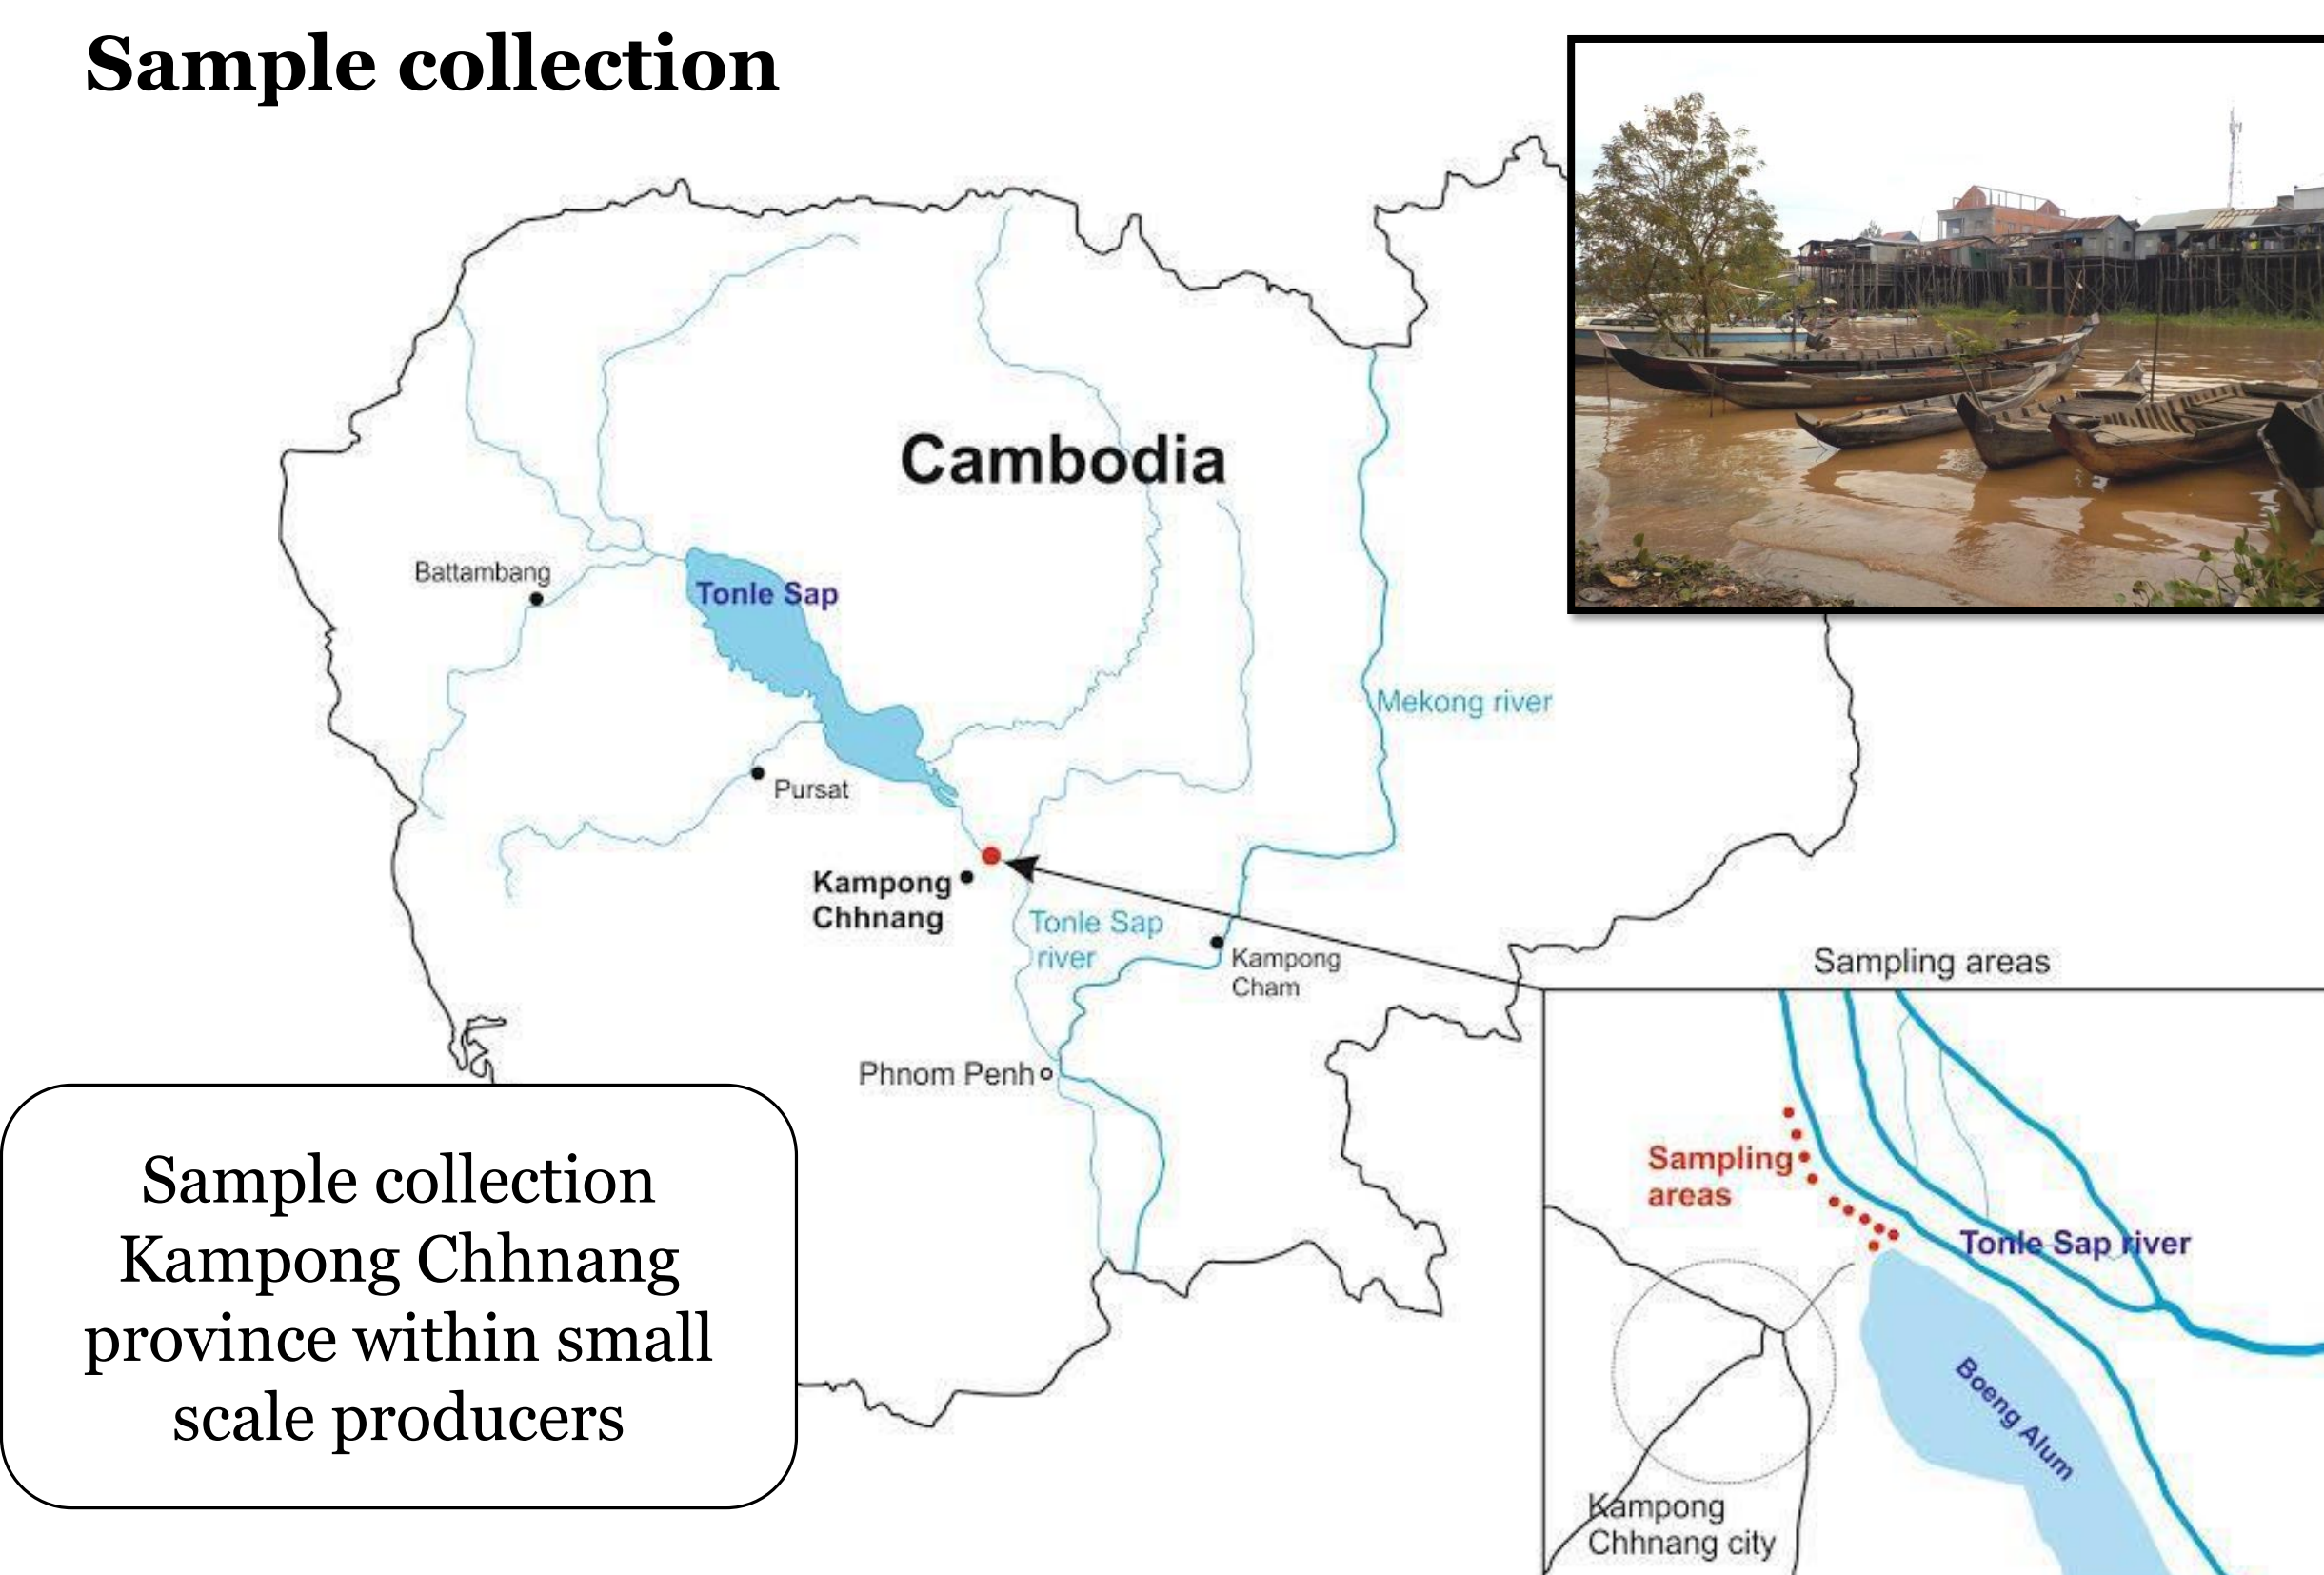 Sample collection
Cambodia
Battambang
Tonle Sap
Mekong river
Pursat
Kampong
Chhnang
Tonle Sap
river
Kampong
Cham
Phnom Penh
Sample collection
Kampong Chhnang
province within small
scale producers
Sampling areas
Sampling
areas
Tonle Sap river
Boeng Alum
Kampong
Chhnang city